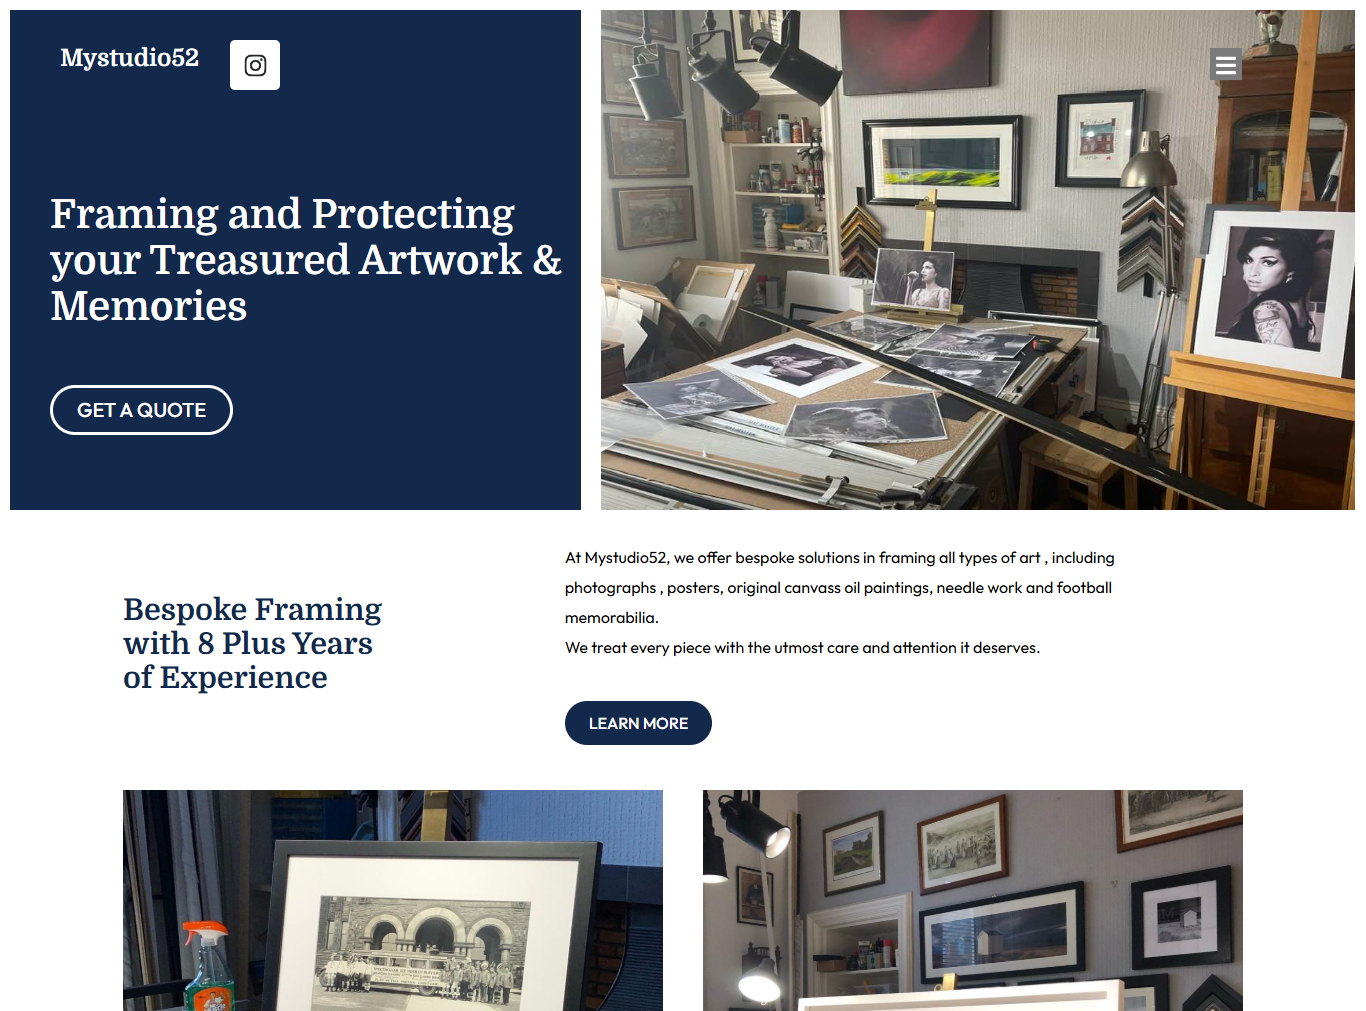 Mystudio52
Framing and Protecting
your Treasured Artwork &
Memories
GET A QUOTE
Bespoke Framing
with 8 Plus Years
of Experience
At Mystudio52, we offer bespoke solutions in framing all types of art , including
photographs , posters, original canvass oil paintings, needle work and football
memorabilia.
We treat every piece with the utmost care and attention it deserves.
LEARN MORE